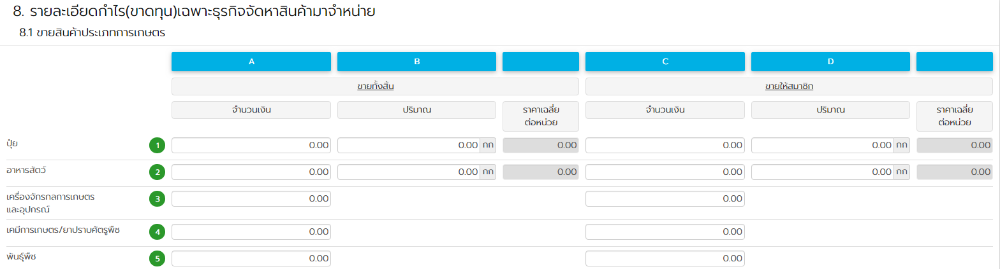 8. รายละเอียดกำไร(ขาดทุน)เฉพาะธุรกิจจัดหาสินค้ามาจำหน่าย
8.1 ขายสินค้าประเภทการเกษตร
A B C D
ขายทั้งสิ้น ขายให้สมาชิก
จำนวนเงิน ปริมาณ ราคาเฉลี่ย จำนวนเงิน ปริมาณ ราคาเฉลี่ย
ต่อหน่วย ต่อหน่วย
ปุ๋ย 1 0.00 0.00 กก 0.00 0.00 0.00 กก 0.00
อาหารสัตว์ 2 0.00 0.00 กก 0.00 0.00 0.00 กก 0.00
เครื่องจักรกลการเกษตร 3 0.00 0.00
และอุปกรณ์
เคมีการเกษตร/ยาปราบศัตรูพืช 4 0.00 0.00
พันธุ์พืช 5 0.00 0.00